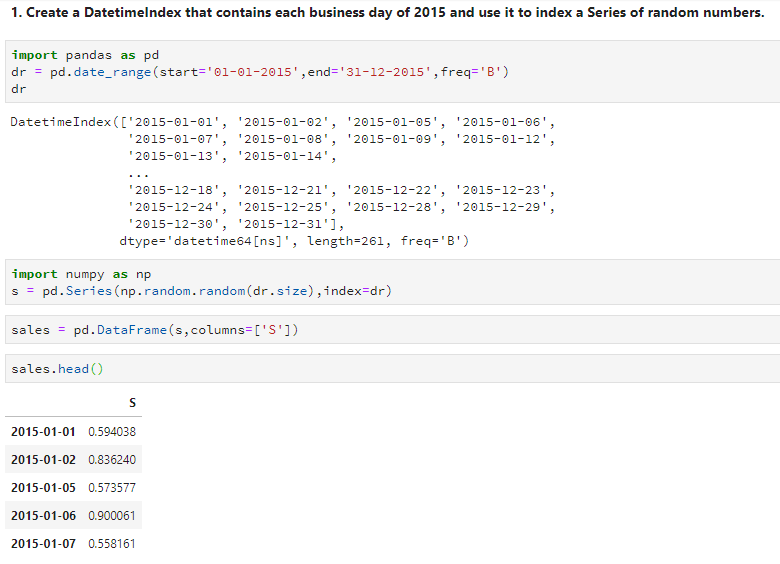 1. Create a DatetimeIndex that contains each business day of 2015 and use it to index a Series of random numbers.
import pandas as pd
dr = pd.date_range(start='01-01-2015',end='31-12-2015',freq='B')
dr
DatetimeIndex(['2015-01-01', '2015-01-02', '2015-01-05', '2015-01-06',
'2015-01-07', '2015-01-08', '2015-01-09', '2015-01-12',
'2015-01-13', '2015-01-14',
...
'2015-12-18', '2015-12-21', '2015-12-22', '2015-12-23',
'2015-12-24', '2015-12-25', '2015-12-28', '2015-12-29',
'2015-12-30', '2015-12-31'],
dtype='datetime64[ns]', length=261, freq='B')
import numpy as np
s = pd.Series(np.random.random(dr.size),index=dr)
sales = pd.DataFrame(s,columns=['S'])
sales.head()
S
2015-01-01 0.594038
2015-01-02 0.836240
2015-01-05 0.573577
2015-01-06 0.900061
2015-01-07 0.558161